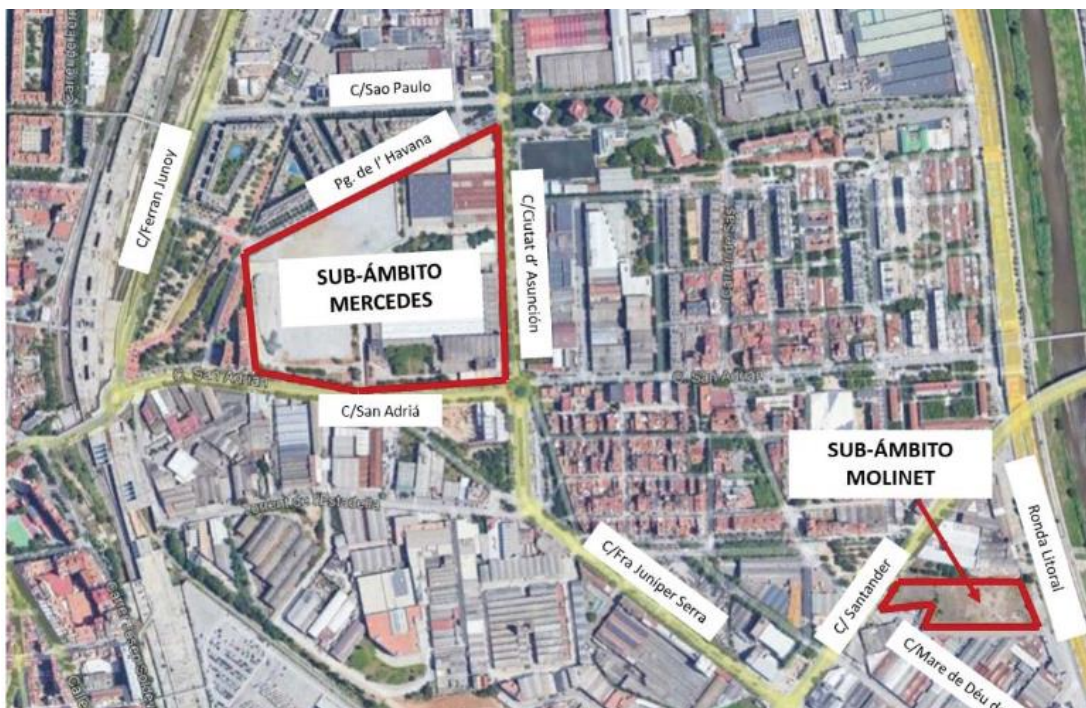 C/Sao Paulo
Pg. de l' Havana
C/Ferran Junoy
C/Ciutat d' Asunción
SUB-ÁMBITO
MERCEDES
C/San Adriá
SUB-ÁMBITO
MOLINET
Ronda Litoral
C/ Santander
C/Fra Juníper Serra
C/Mare de Déu d